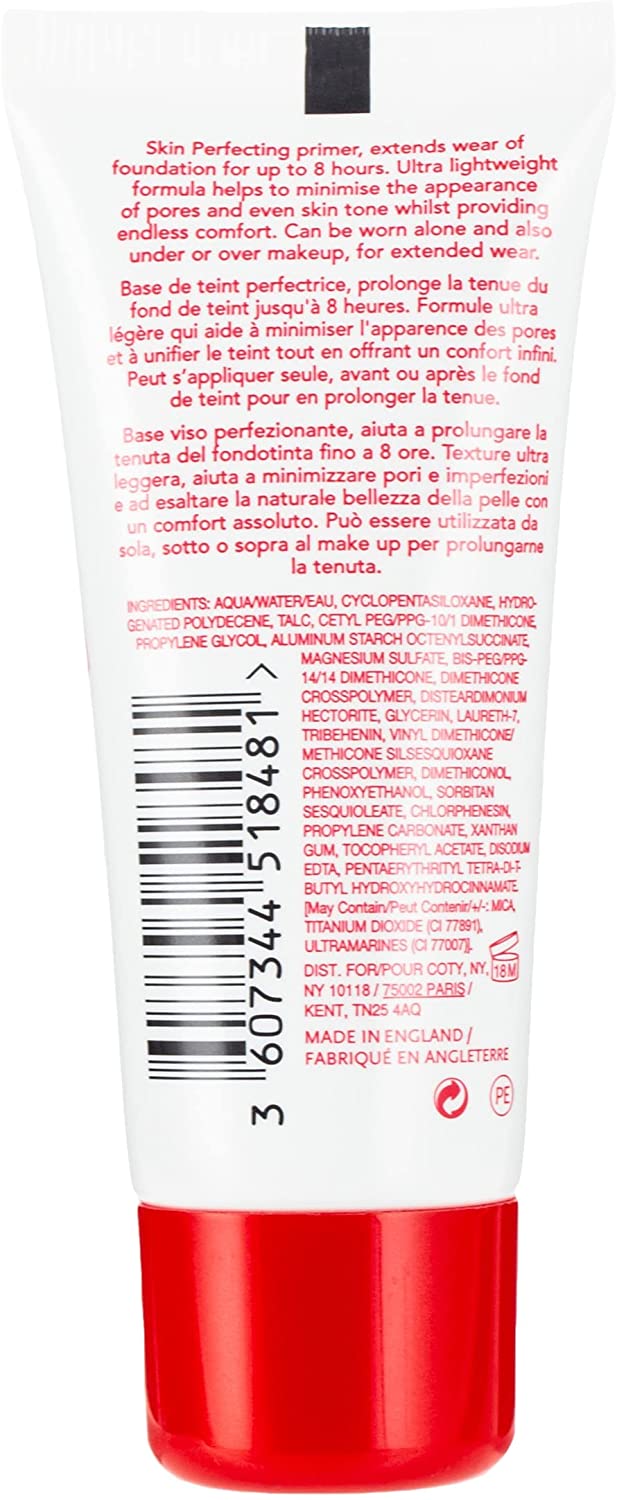 Skin Perfecting primer, extends wear of
foundation for up to 8 hours. Ultra lightweight
formula helps to minimise the appearance
of pores and even skin tone whilst providing
endless comfort. Can be worn alone and also
under or over makeup, for extended wear.
Base de teint perfectrice, prolonge la tenue du
fond de teint jusqu'à 8 heures. Formule ultra
légère qui aide à minimiser l'apparence des pores
et à unifier le teint tout en offrant un confort infini.
Peut s'appliquer seule, avant ou après le fond
de teint pour en prolonger la tenue.
Base viso perfezionante, aiuta a prolungare la
tenuta del fondotinta fino a 8 ore. Texture ultra
leggera, aiuta a minimizzare pori e imperfezioni
e ad esaltare la naturale bellezza della pelle con
un comfort assoluto. Può essere utilizzata da
sola, sotto o sopra al make up per prolungarne
la tenuta.
INGREDIENTS: AQUA/WATER/EAU, CYCLOPENTASILOXANE, HYDRO-
GENATED POLYDECENE, TALC, CETYL PEG/PPG-10/1 DIMETHICONE,
PROPYLENE GLYCOL, ALUMINUM STARCH OCTENYLSUCCINATE,
MAGNESIUM SULFATE, BIS-PEG/PPG-
14/14 DIMETHICONE, DIMETHICONE
CROSSPOLYMER, DISTEARDIMONIUM
HECTORITE, GLYCERIN, LAURETH-7,
TRIBEHENIN, VINYL DIMETHICONE/
METHICONE SILSESQUIOXANE
CROSSPOLYMER, DIMETHICONOL,
PHENOXYETHANOL, SORBITAN
SESQUIOLEATE, CHLORPHENESIN,
PROPYLENE CARBONATE, XANTHAN
GUM, TOCOPHERYL ACETATE, DISODIUM
EDTA, PENTAERYTHRITYL TETRA-DI-T-
BUTYL HYDROXYHYDROCINNAMATE.
[May Contain/Peut Contenir/+/-: MICA,
TITANIUM DIOXIDE (CI 77891),
ULTRAMARINES (CI 77007)].
18M
DIST. FOR/POUR COTY, NY,
NY 10118 / 75002 PARIS /
KENT, TN25 4AQ
MADE IN ENGLAND /
FABRIQUÉ EN ANGLETERRE
PE
3 607344 518481 >